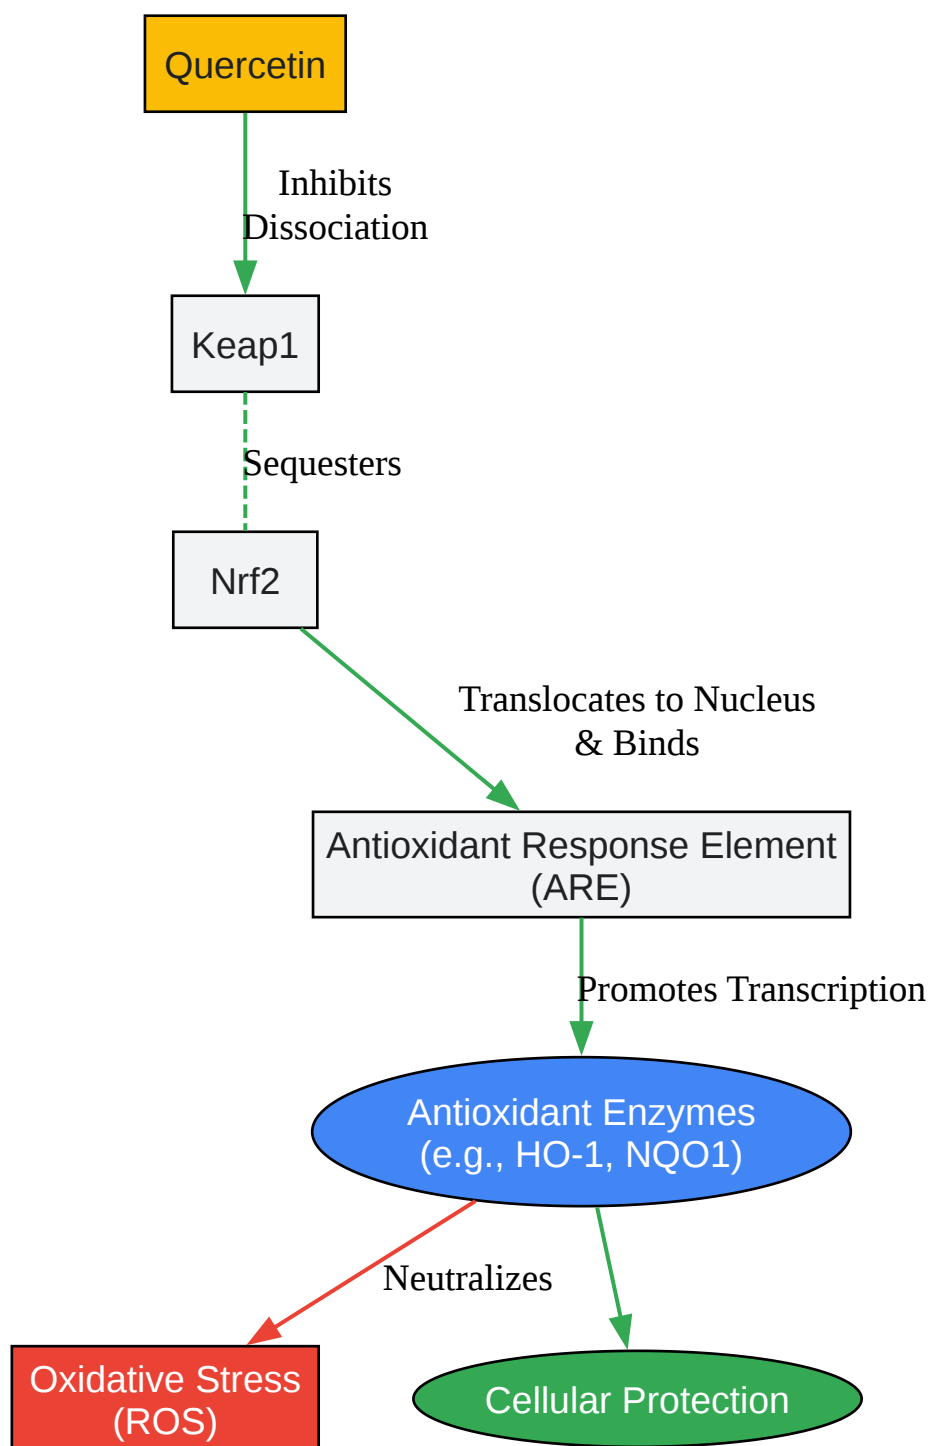 Quercetin
Inhibits
Dissociation
Keap1
Sequesters
Nrf2
Translocates to Nucleus
& Binds
Antioxidant Response Element
(ARE)
Promotes Transcription
Antioxidant Enzymes
(e.g., HO-1, NQO1)
Neutralizes
Oxidative Stress
(ROS)
Cellular Protection